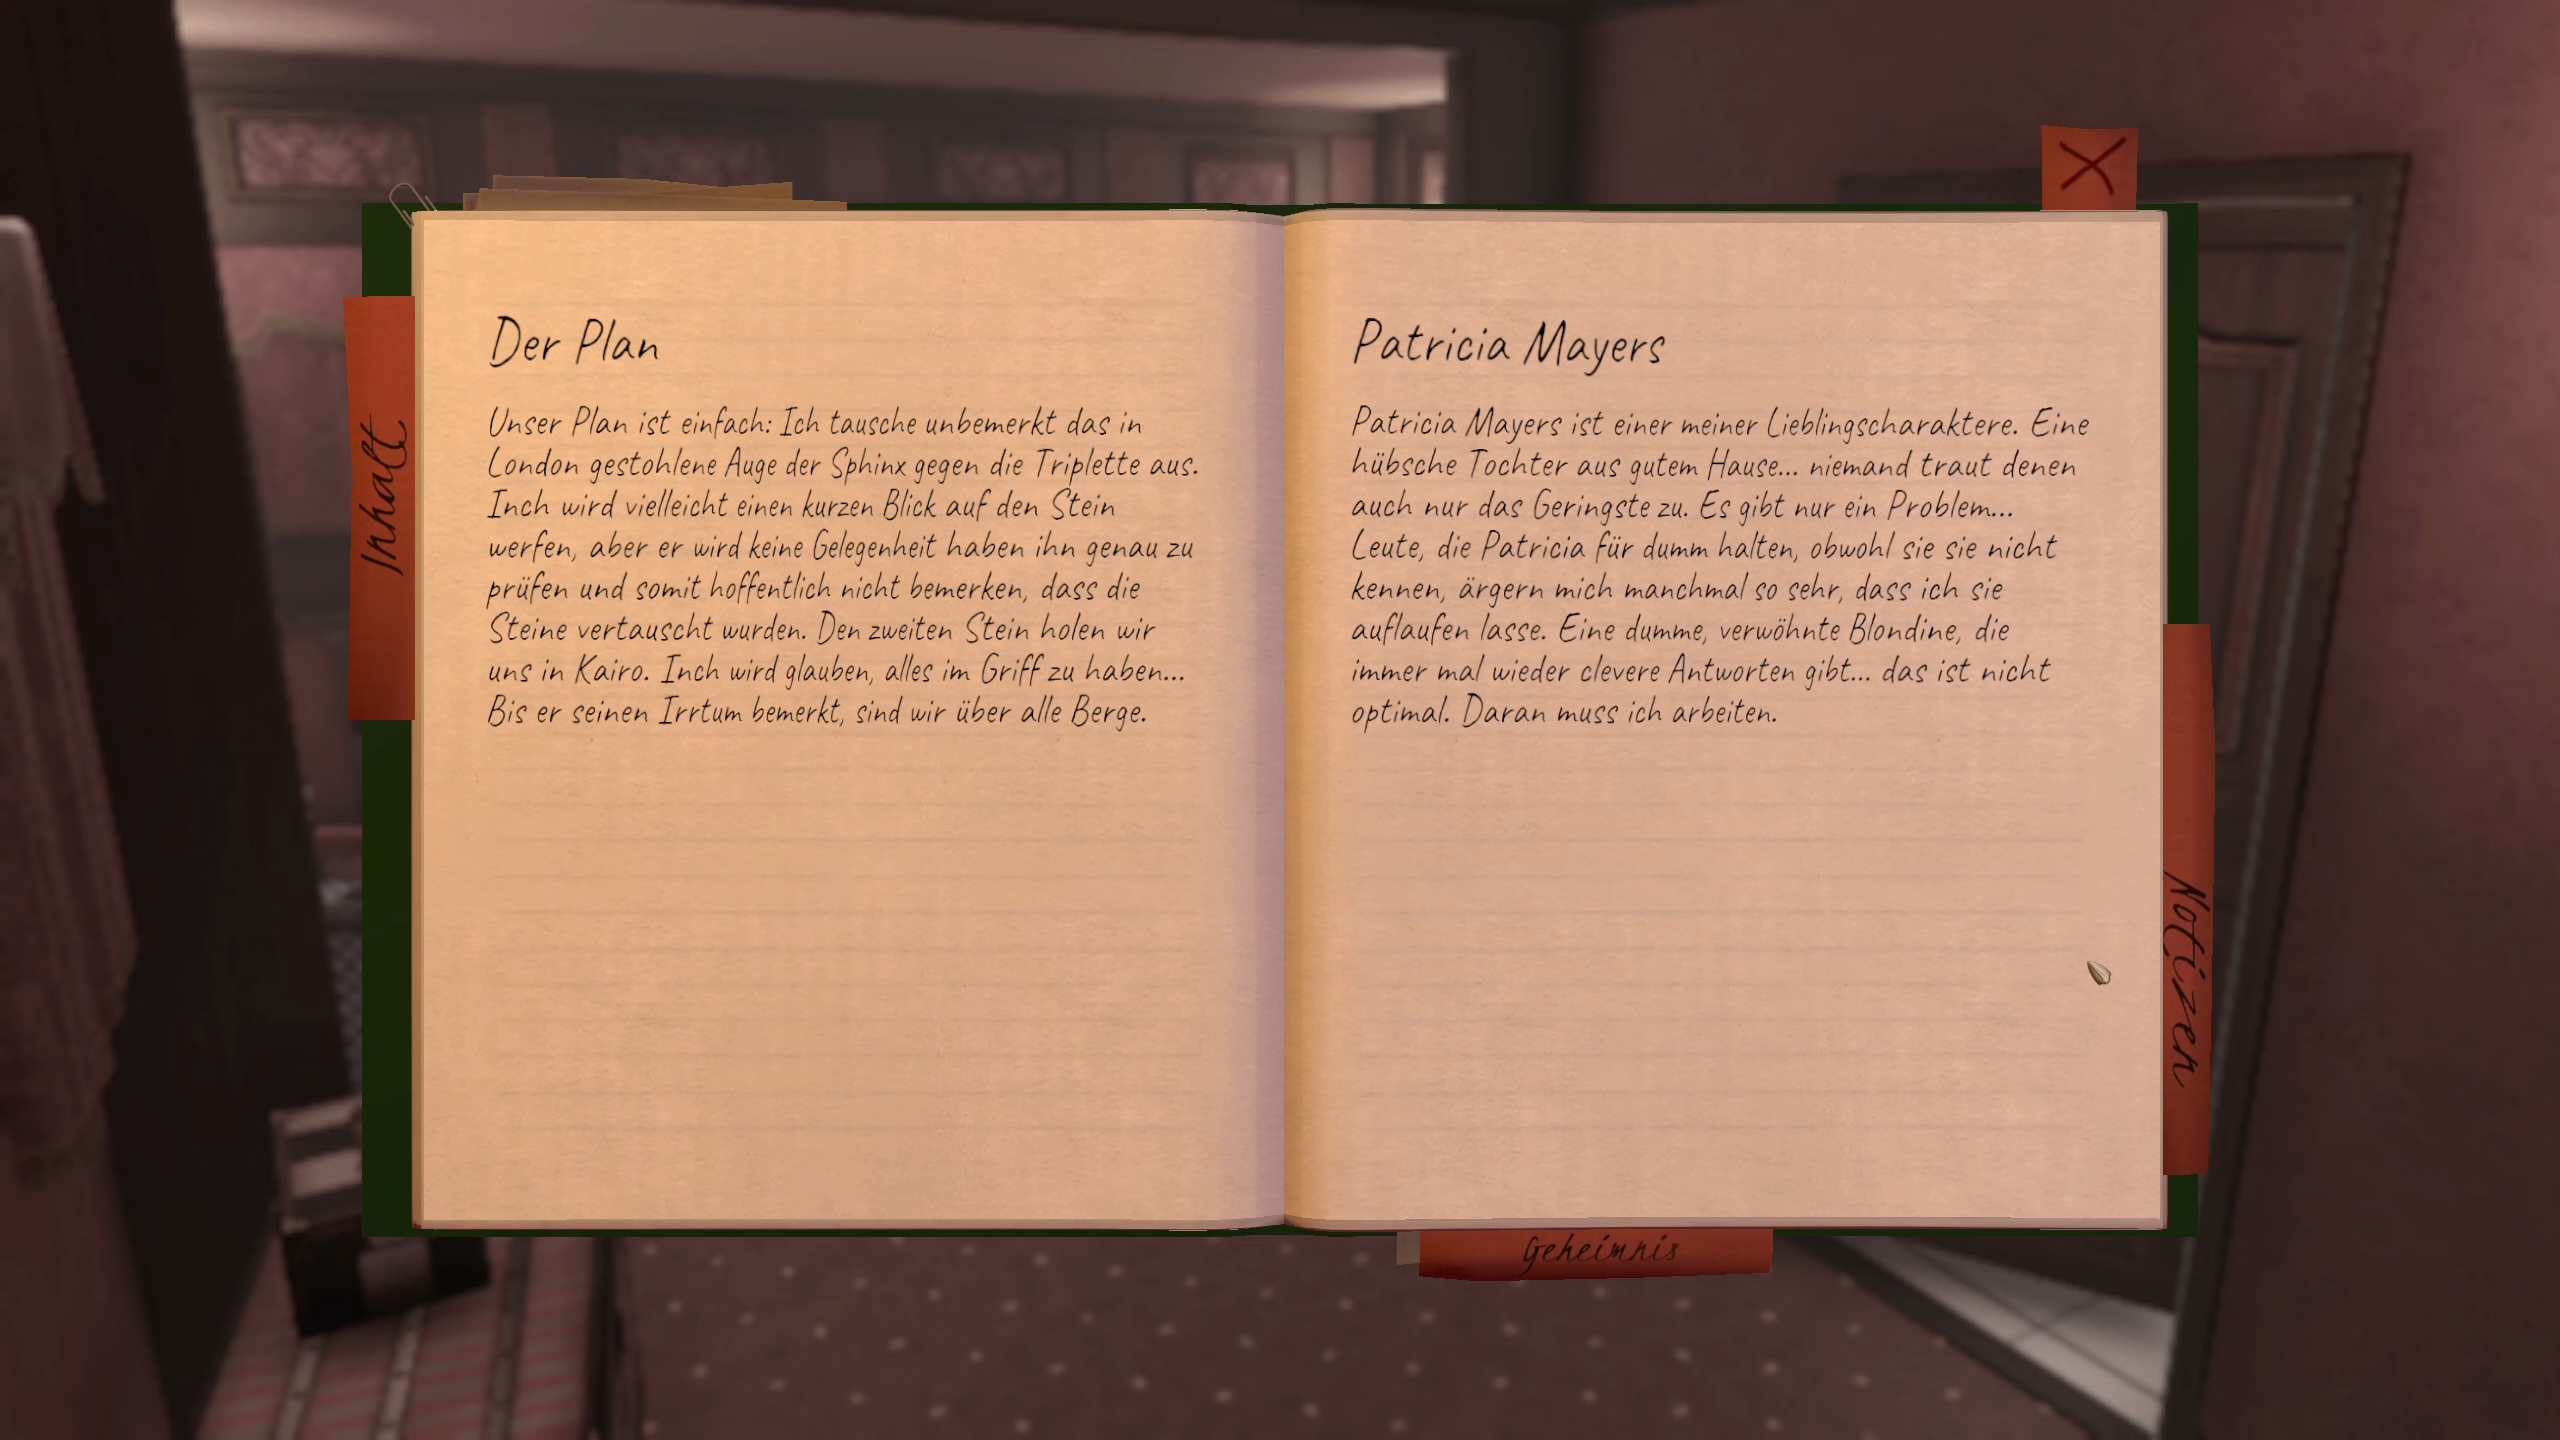 Inhalt
Der Plan
Unser Plan ist einfach: Ich tausche unbemerkt das in
London gestohlene Auge der Sphinx gegen die Triplette aus.
Inch wird vielleicht einen kurzen Blick auf den Stein
werfen, aber er wird keine Gelegenheit haben ihn genau zu
prüfen und somit hoffentlich nicht bemerken, dass die
Steine vertauscht wurden. Den zweiten Stein holen wir
uns in Kairo. Inch wird glauben, alles im Griff zu haben...
Bis er seinen Irrtum bemerkt, sind wir über alle Berge.
Patricia Mayers
Patricia Mayers ist einer meiner Lieblingscharaktere. Eine
hübsche Tochter aus gutem Hause... niemand traut denen
auch nur das Geringste zu. Es gibt nur ein Problem...
Leute, die Patricia für dumm halten, obwohl sie sie nicht
kennen, ärgern mich manchmal so sehr, dass ich sie
auflaufen lasse. Eine dumme, verwöhnte Blondine, die
immer mal wieder clevere Antworten gibt... das ist nicht
optimal. Daran muss ich arbeiten.
Notizen
Geheimnis